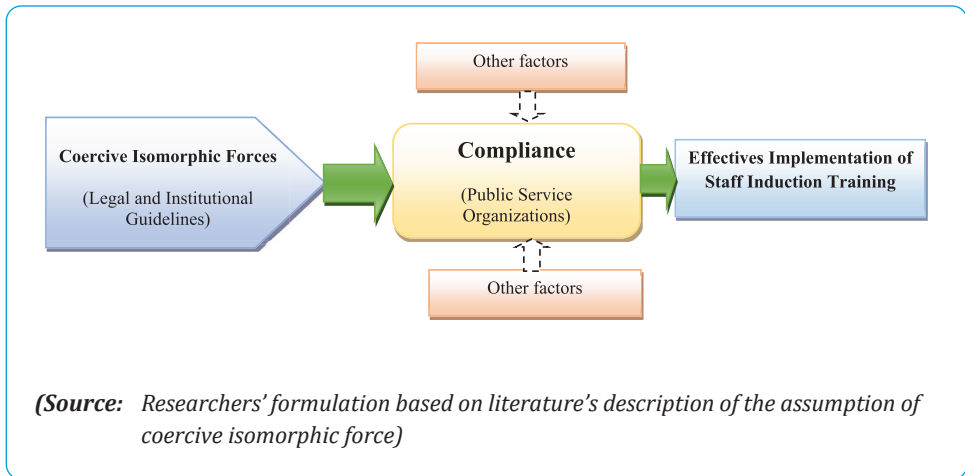 Other factors
Coercive Isomorphic Forces
(Legal and Institutional
Guidelines)
Compliance
(Public Service
Organizations)
Effectives Implementation of
Staff Induction Training
Other factors
(Source: Researchers’ formulation based on literature’s description of the assumption of
coercive isomorphic force)